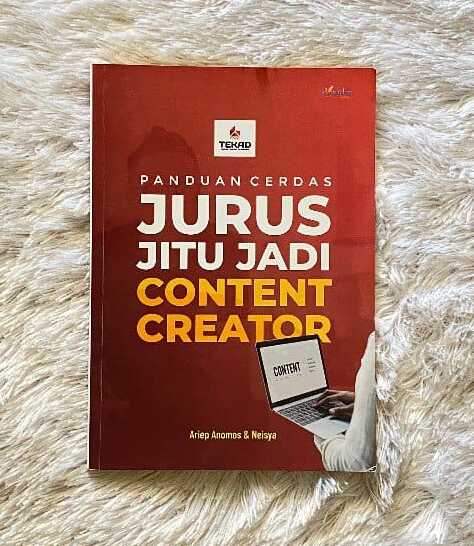 TEKAD
PANDUAN CERDAS
JURUS
JITU JADI
CONTENT
CREATOR
CONTENT
Ariep Anomos & Neisya